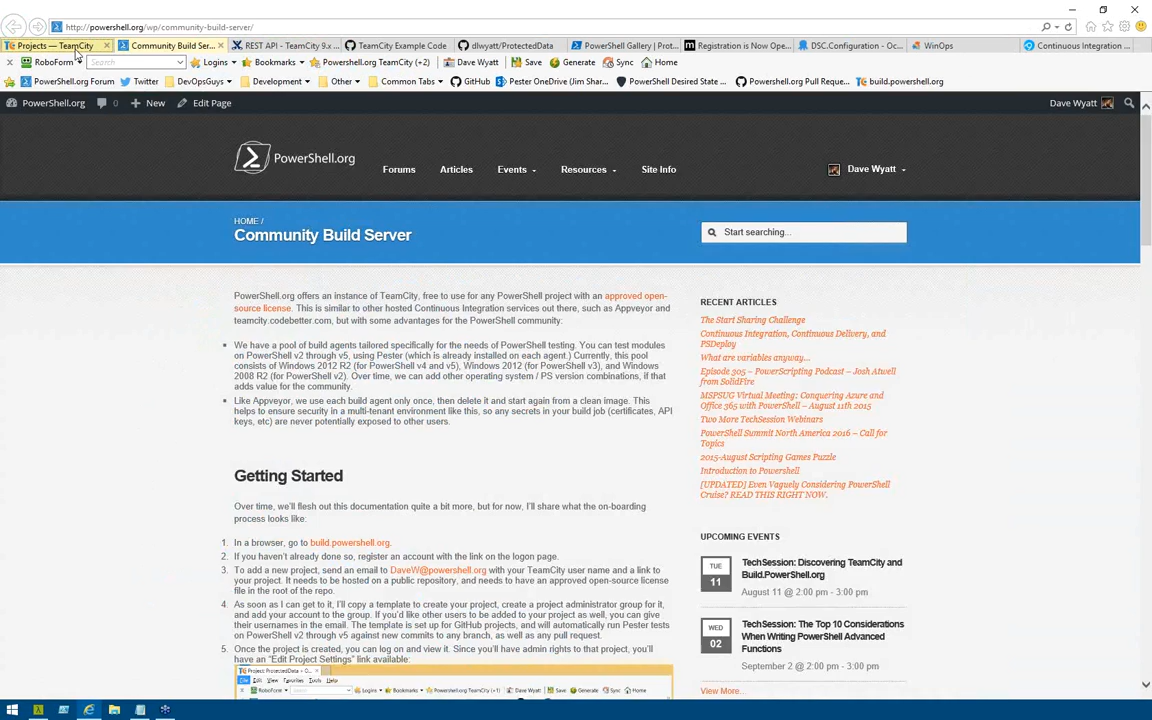 http://powershell.org/wp/community-build-server/
Projects — TeamCity
Community Build Ser...
REST API - TeamCity 9.x ...
TeamCity Example Code
dlwyatt/ProtectedData
PowerShell Gallery | Prot...
Registration is Now Ope...
DSC.Configuration - Oc...
WinOps
Continuous Integration ...
RoboForm
Search
Logins
Bookmarks
Powershell.org TeamCity (+2)
Dave Wyatt
Save
Generate
Sync
Home
PowerShell.org Forum
Twitter
DevOpsGuys
Development
Other
Common Tabs
GitHub
Pester OneDrive (Jim Shar...
PowerShell Desired State ...
PowerShell.org Pull Reque...
build.powershell.org
PowerShell.org
0
New
Edit Page
Dave Wyatt
PowerShell.org
Forums
Articles
Events
Resources
Site Info
Dave Wyatt
HOME /
Community Build Server
Start searching...
PowerShell.org offers an instance of TeamCity, free to use for any PowerShell project with an approved open-
source license. This is similar to other hosted Continuous Integration services out there, such as Appveyor and
teamcity.codebetter.com, but with some advantages for the PowerShell community.
We have a pool of build agents tailored specifically for the needs of PowerShell testing. You can test modules
on PowerShell v2 through v5, using Pester (which is already installed on each agent.) Currently, this pool
consists of Windows 2012 R2 (for PowerShell v4 and v5), Windows 2012 (for PowerShell v3), and Windows
2008 R2 (for PowerShell v2). Over time, we can add other operating system / PS version combinations, if that
adds value for the community.
Like Appveyor, we use each build agent only once, then delete it and start again from a clean image. This
helps to ensure security in a multi-tenant environment like this, so any secrets in your build job (certificates, API
keys, etc) are never potentially exposed to other users.
Getting Started
Over time, we'll flesh out this documentation quite a bit more, but for now, I'll share what the on-boarding
process looks like:
1. In a browser, go to build.powershell.org.
2. If you haven't already done so, register an account with the link on the logon page.
3. To add a new project, send an email to DaveW@powershell.org with your TeamCity user name and a link to
your project. It needs to be hosted on a public repository, and needs to have an approved open-source license
file in the root of the repo.
4. As soon as I can get to it, I'll copy a template to create your project, create a project administrator group for it,
and add your account to the group. If you'd like other users to be added to your project as well, you can give
their usernames in the email. The template is set up for GitHub projects, and will automatically run Pester tests
on PowerShell v2 through v5 against new commits to any branch, as well as any pull request.
5. Once the project is created, you can log on and view it. Since you'll have admin rights to that project, you'll
have an "Edit Project Settings" link available:
Project ProtectedData > O...
File Edit View Favorites Tools Help
RoboForm
Search
Logins
Bookmarks
Powershell.org TeamCity (+1)
Dave Wyatt
Save
Generate
Home
RECENT ARTICLES
The Start Sharing Challenge
Continuous Integration, Continuous Delivery, and
PSDeploy
What are variables anyway...
Episode 305 – PowerScripting Podcast – Josh Atwell
from SolidFire
MSPSUG Virtual Meeting: Conquering Azure and
Office 365 with PowerShell – August 11th 2015
Two More TechSession Webinars
PowerShell Summit North America 2016 – Call for
Topics
2015-August Scripting Games Puzzle
Introduction to Powershell
[UPDATED] Even Vaguely Considering PowerShell
Cruise? READ THIS RIGHT NOW.
UPCOMING EVENTS
TUE
11
TechSession: Discovering TeamCity and
Build.PowerShell.org
August 11 @ 2:00 pm - 3:00 pm
WED
02
TechSession: The Top 10 Considerations
When Writing PowerShell Advanced
Functions
September 2 @ 2:00 pm - 3:00 pm
View More...